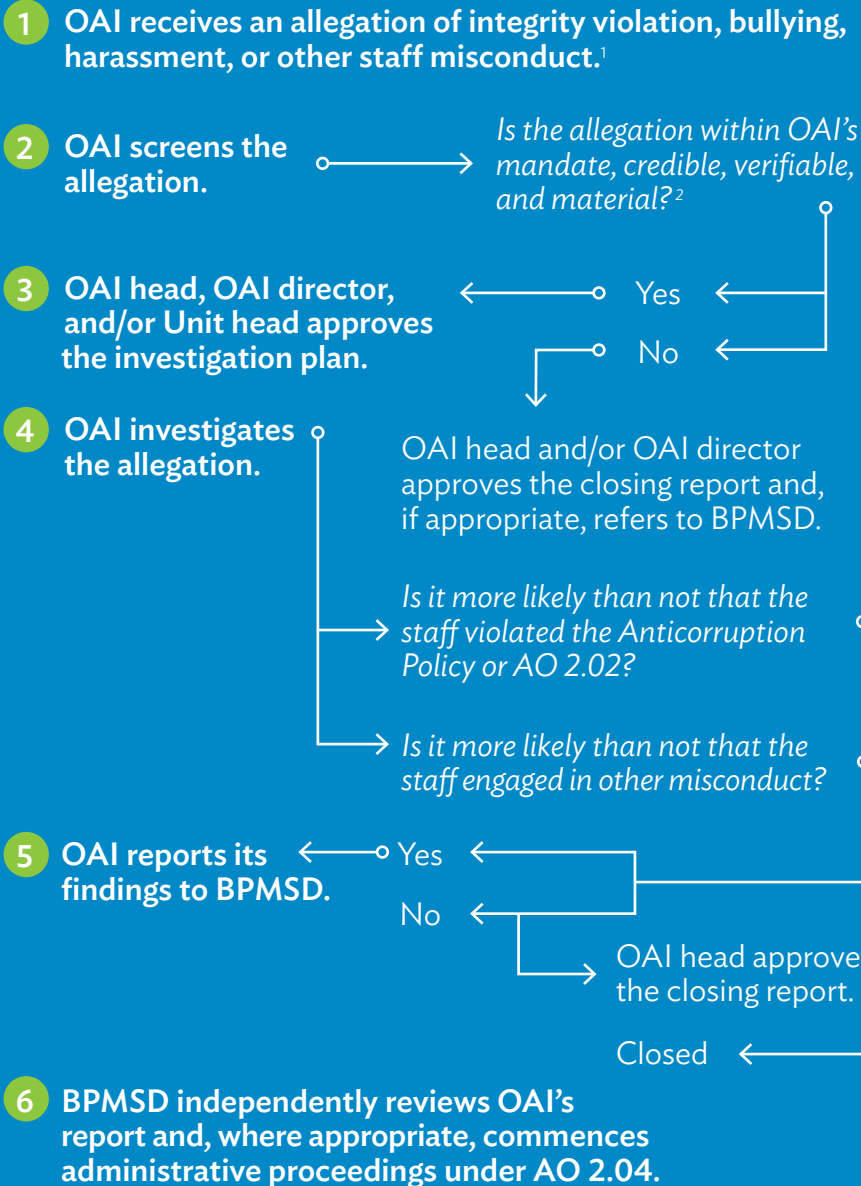 1 OAI receives an allegation of integrity violation, bullying,
harassment, or other staff misconduct.¹
2 OAI screens the
allegation.
Is the allegation within OAI’s
mandate, credible, verifiable,
and material? ²
3 OAI head, OAI director,
and/or Unit head approves
the investigation plan.
Yes
No
4 OAI investigates
the allegation.
OAI head and/or OAI director
approves the closing report and,
if appropriate, refers to BPMSD.
Is it more likely than not that the
staff violated the Anticorruption
Policy or AO 2.02?
Is it more likely than not that the
staff engaged in other misconduct?
5 OAI reports its
findings to BPMSD.
Yes
No
OAI head approve
the closing report.
Closed
6 BPMSD independently reviews OAI’s
report and, where appropriate, commences
administrative proceedings under AO 2.04.